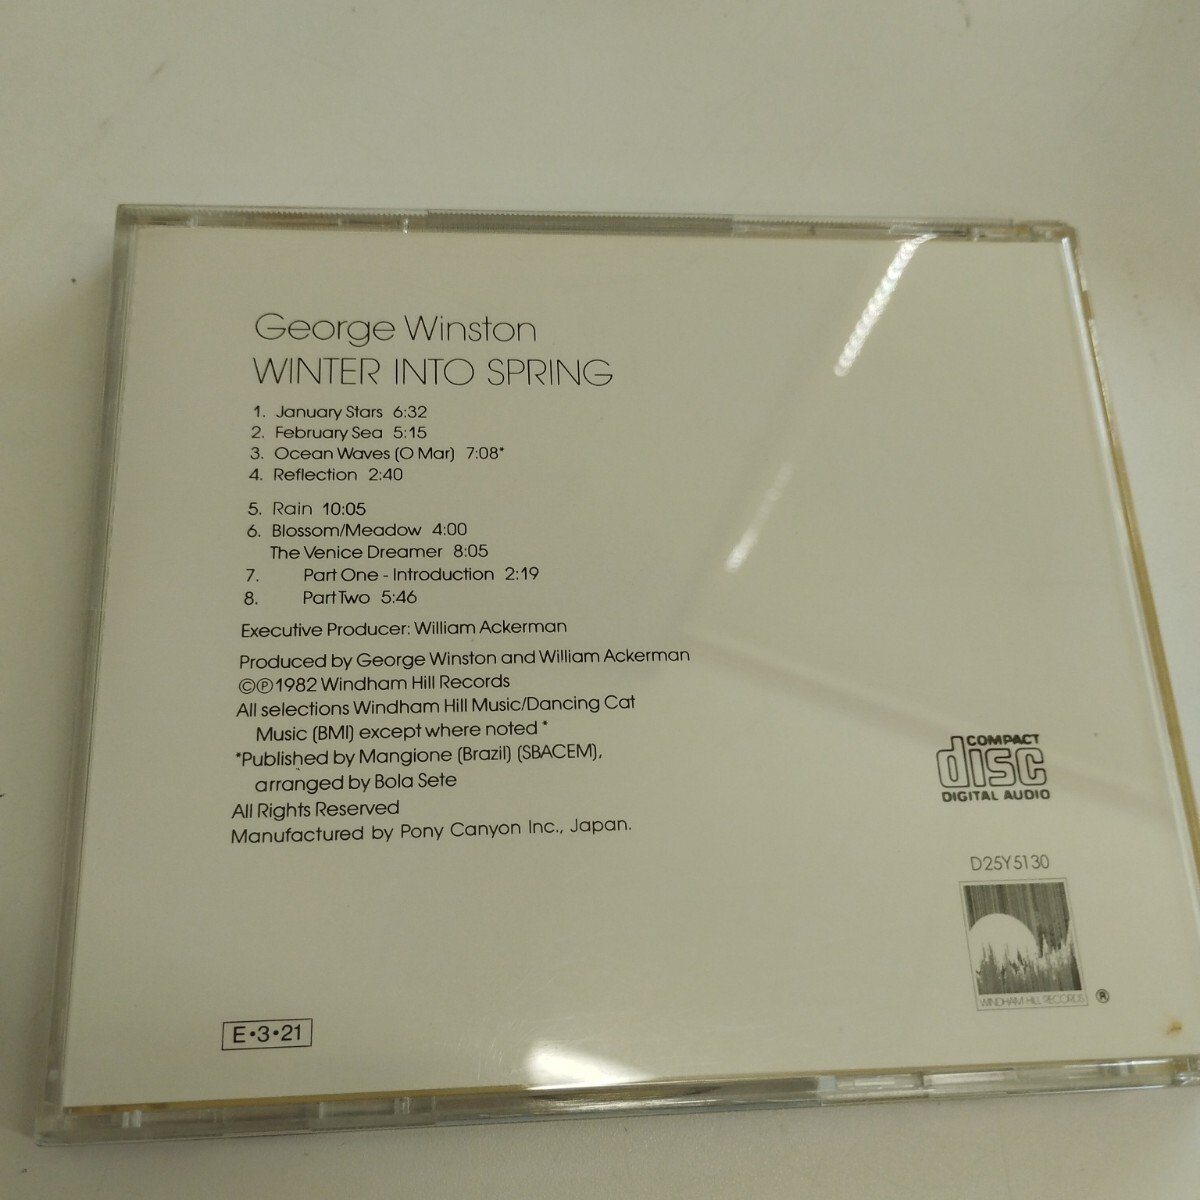 George Winston
WINTER INTO SPRING
1. January Stars 6:32
2. February Sea 5:15
3. Ocean Waves (O Mar) 7:08*
4. Reflection 2:40
5. Rain 10:05
6. Blossom/Meadow 4:00
The Venice Dreamer 8:05
7. Part One - Introduction 2:19
8. Part Two 5:46
Executive Producer: William Ackerman
Produced by George Winston and William Ackerman
©℗1982 Windham Hill Records
All selections Windham Hill Music/Dancing Cat
Music (BMI) except where noted *
*Published by Mangione (Brazil) (SBACEM),
arranged by Bola Sete
All Rights Reserved
Manufactured by Pony Canyon Inc., Japan.
COMPACT
disc
DIGITAL AUDIO
D25Y5130
WINDHAM HILL RECORDS ®
E•3•21